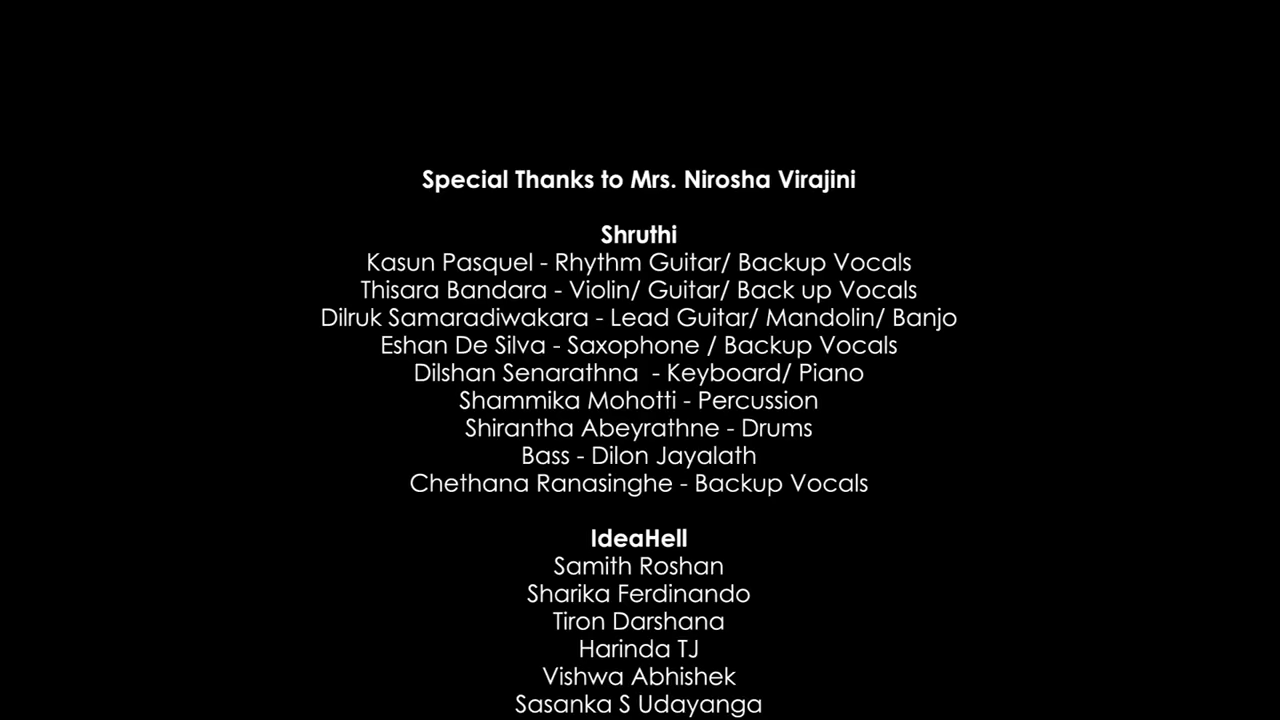 Special Thanks to Mrs. Nirosha Virajini
Shruthi
Kasun Pasquel - Rhythm Guitar/ Backup Vocals
Thisara Bandara - Violin/ Guitar/ Back up Vocals
Dilruk Samaradiwakara - Lead Guitar/ Mandolin/ Banjo
Eshan De Silva - Saxophone / Backup Vocals
Dilshan Senarathna  - Keyboard/ Piano
Shammika Mohotti - Percussion
Shirantha Abeyrathne - Drums
Bass - Dilon Jayalath
Chethana Ranasinghe - Backup Vocals
IdeaHell
Samith Roshan
Sharika Ferdinando
Tiron Darshana
Harinda TJ
Vishwa Abhishek
Sasanka S Udayanga